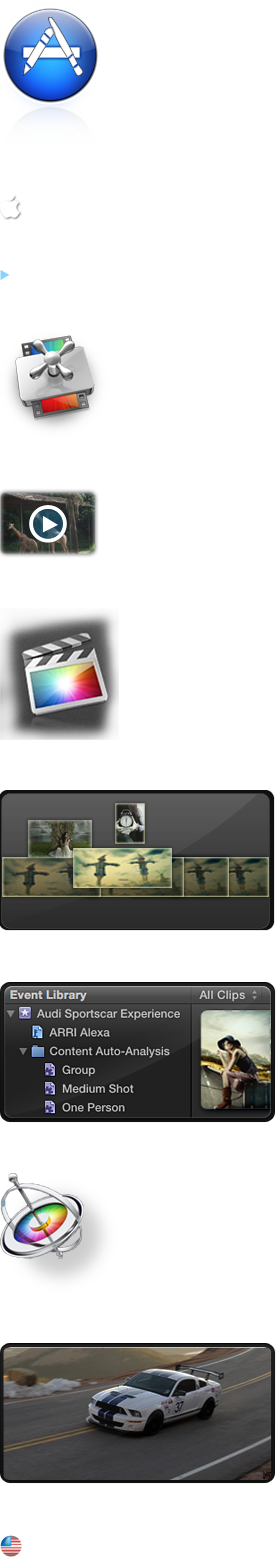 Event Library
All Clips
Audi Sportscar Experience
ARRI Alexa
Content Auto-Analysis
Group
Medium Shot
One Person
37